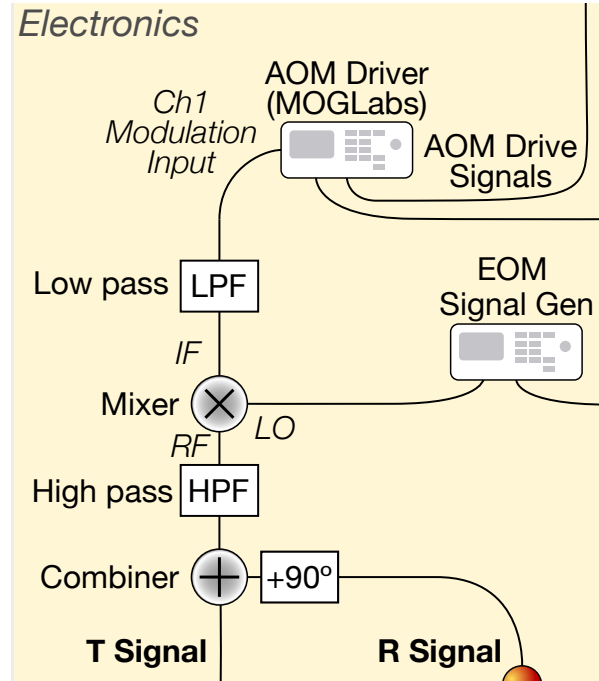 Electronics
AOM Driver
(MOGLabs)
Ch1
Modulation
Input
AOM Drive
Signals
EOM
Signal Gen
Low pass
LPF
IF
Mixer
LO
RF
High pass
HPF
Combiner
+90º
T Signal
R Signal